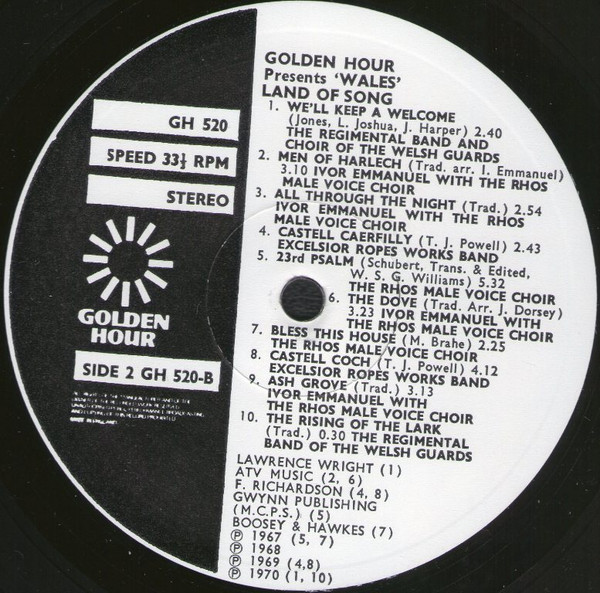 GOLDEN HOUR
Presents 'WALES'
LAND OF SONG
1. WE'LL KEEP A WELCOME
(Jones, L. Joshua, J. Harper) 2.40
THE REGIMENTAL BAND AND
CHOIR OF THE WELSH GUARDS
2. MEN OF HARLECH (Trad. arr. I. Emmanuel)
3.10 IVOR EMMANUEL WITH THE RHOS
MALE VOICE CHOIR
3. ALL THROUGH THE NIGHT (Trad.) 2.54
IVOR EMMANUEL WITH THE RHOS
MALE VOICE CHOIR
4. CASTELL CAERFILLY (T. J. Powell) 2.43
EXCELSIOR ROPES WORKS BAND
5. 23rd PSALM (Schubert, Trans. & Edited,
W. S. G. Williams) 5.32
THE RHOS MALE VOICE CHOIR
6. THE DOVE (Trad. Arr. J. Dorsey)
3.23 IVOR EMMANUEL WITH
THE RHOS MALE VOICE CHOIR
7. BLESS THIS HOUSE (M. Brahe) 2.25
THE RHOS MALE VOICE CHOIR
8. CASTELL COCH (T. J. Powell) 4.12
EXCELSIOR ROPES WORKS BAND
9. ASH GROVE (Trad.) 3.13
IVOR EMMANUEL WITH
THE RHOS MALE VOICE CHOIR
10. THE RISING OF THE LARK
(Trad.) 0.30 THE REGIMENTAL
BAND OF THE WELSH GUARDS
LAWRENCE WRIGHT (1)
ATV MUSIC (2, 6)
F. RICHARDSON (4, 8)
GWYNN PUBLISHING
(M.C.P.S.) (5)
BOOSEY & HAWKES (7)
℗ 1967 (5, 7)
℗ 1968
℗ 1969 (4,8)
℗ 1970 (1, 10)
GH 520
SPEED 33⅓ RPM
STEREO
GOLDEN
HOUR
SIDE 2 GH 520-B
MADE IN ENGLAND